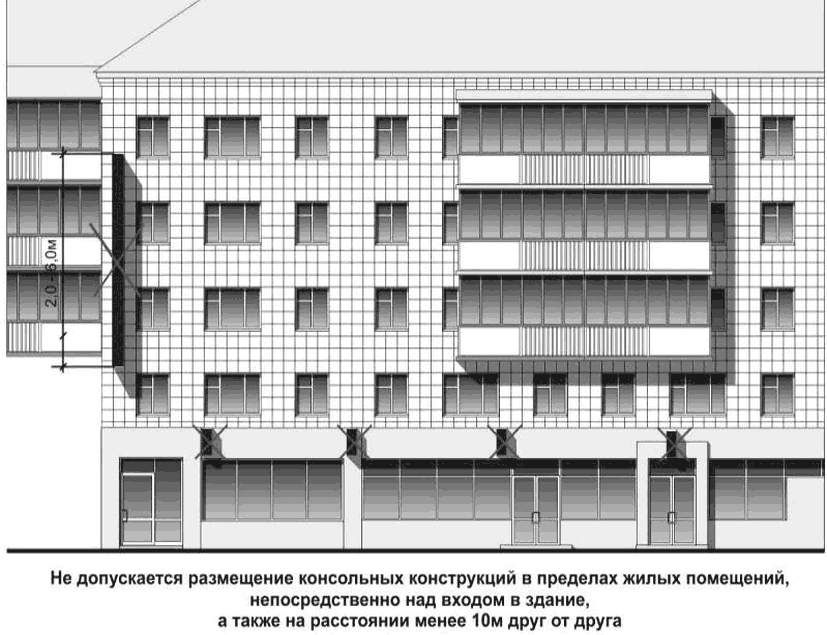 2,0 - 6,0м
Не допускается размещение консольных конструкций в пределах жилых помещений,
непосредственно над входом в здание,
а также на расстоянии менее 10м друг от друга